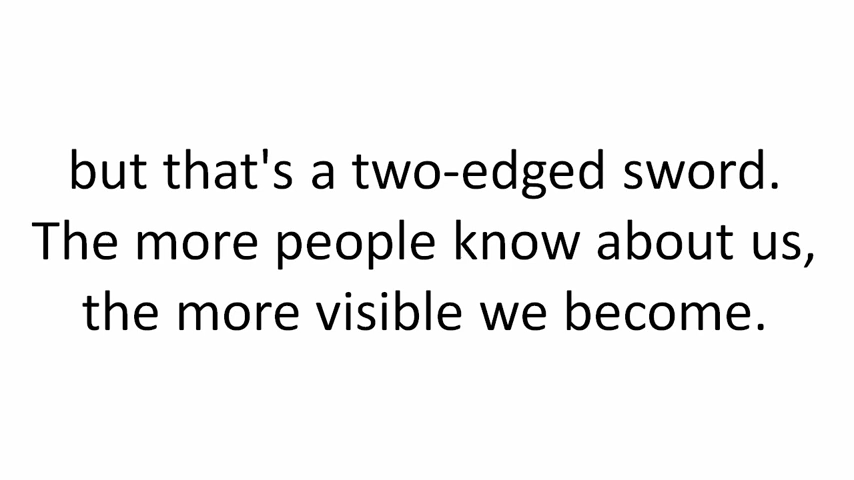 but that's a two-edged sword.
The more people know about us,
the more visible we become.